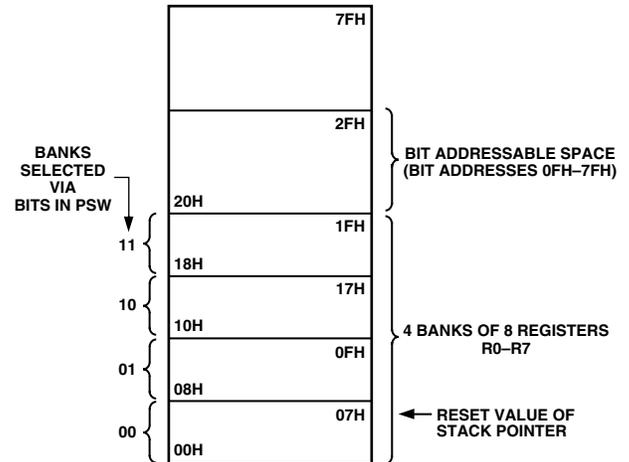 7FH
2FH
BANKS
SELECTED
VIA
BITS IN PSW
BIT ADDRESSABLE SPACE
(BIT ADDRESSES 0FH–7FH)
20H
1FH
11
18H
17H
10
10H
4 BANKS OF 8 REGISTERS
R0–R7
0FH
01
08H
07H
RESET VALUE OF
STACK POINTER
00
00H